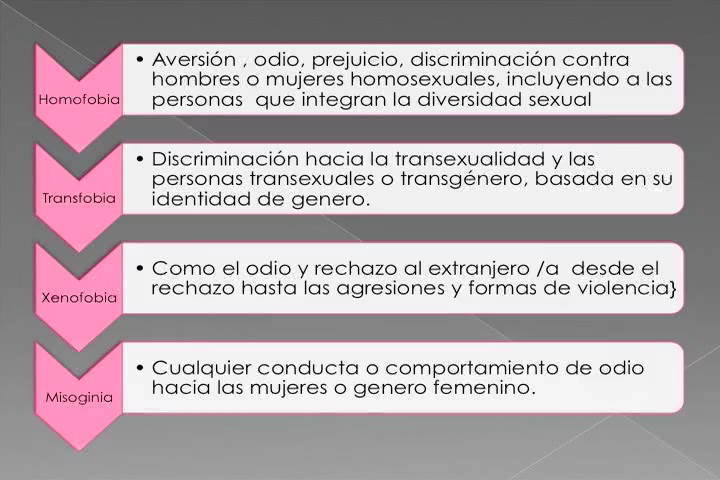 Homofobia
• Aversión , odio, prejuicio, discriminación contra
hombres o mujeres homosexuales, incluyendo a las
personas que integran la diversidad sexual
Transfobia
• Discriminación hacia la transexualidad y las
personas transexuales o transgénero, basada en su
identidad de genero.
Xenofobia
• Como el odio y rechazo al extranjero /a desde el
rechazo hasta las agresiones y formas de violencia}
Misoginia
• Cualquier conducta o comportamiento de odio
hacia las mujeres o genero femenino.